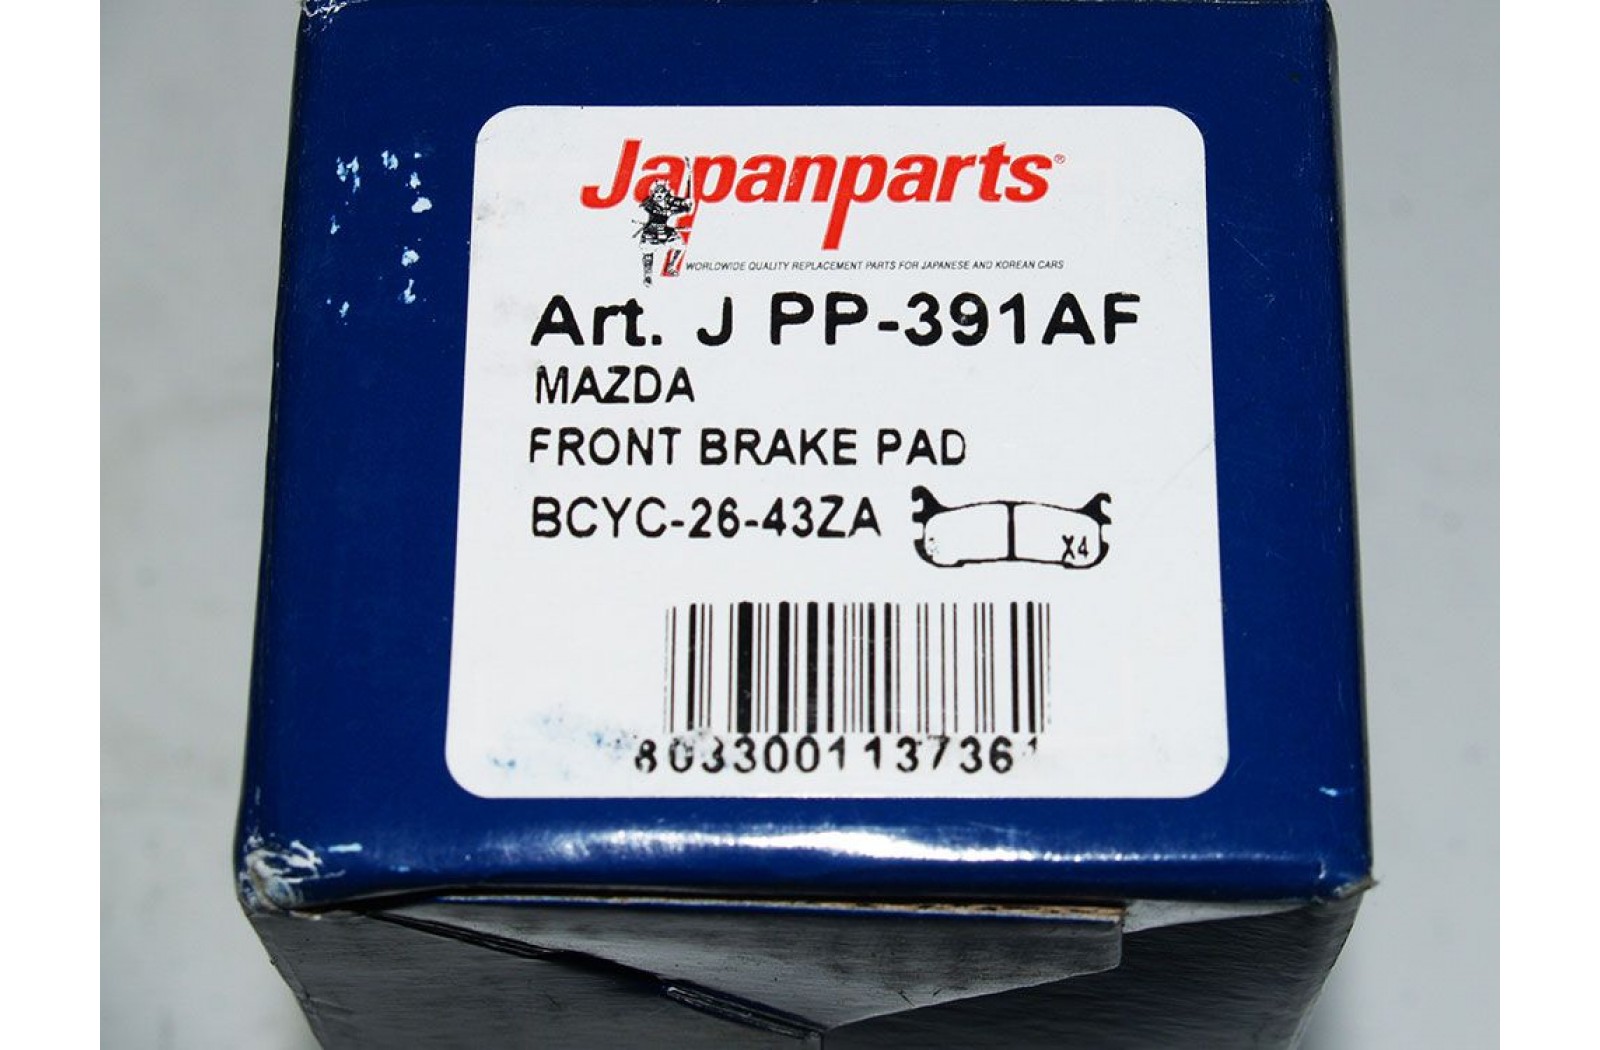 Japanparts®
WORLDWIDE QUALITY REPLACEMENT PARTS FOR JAPANESE AND KOREAN CARS
Art. J PP-391AF
MAZDA
FRONT BRAKE PAD
BCYC-26-43ZA
X4
8033001137361